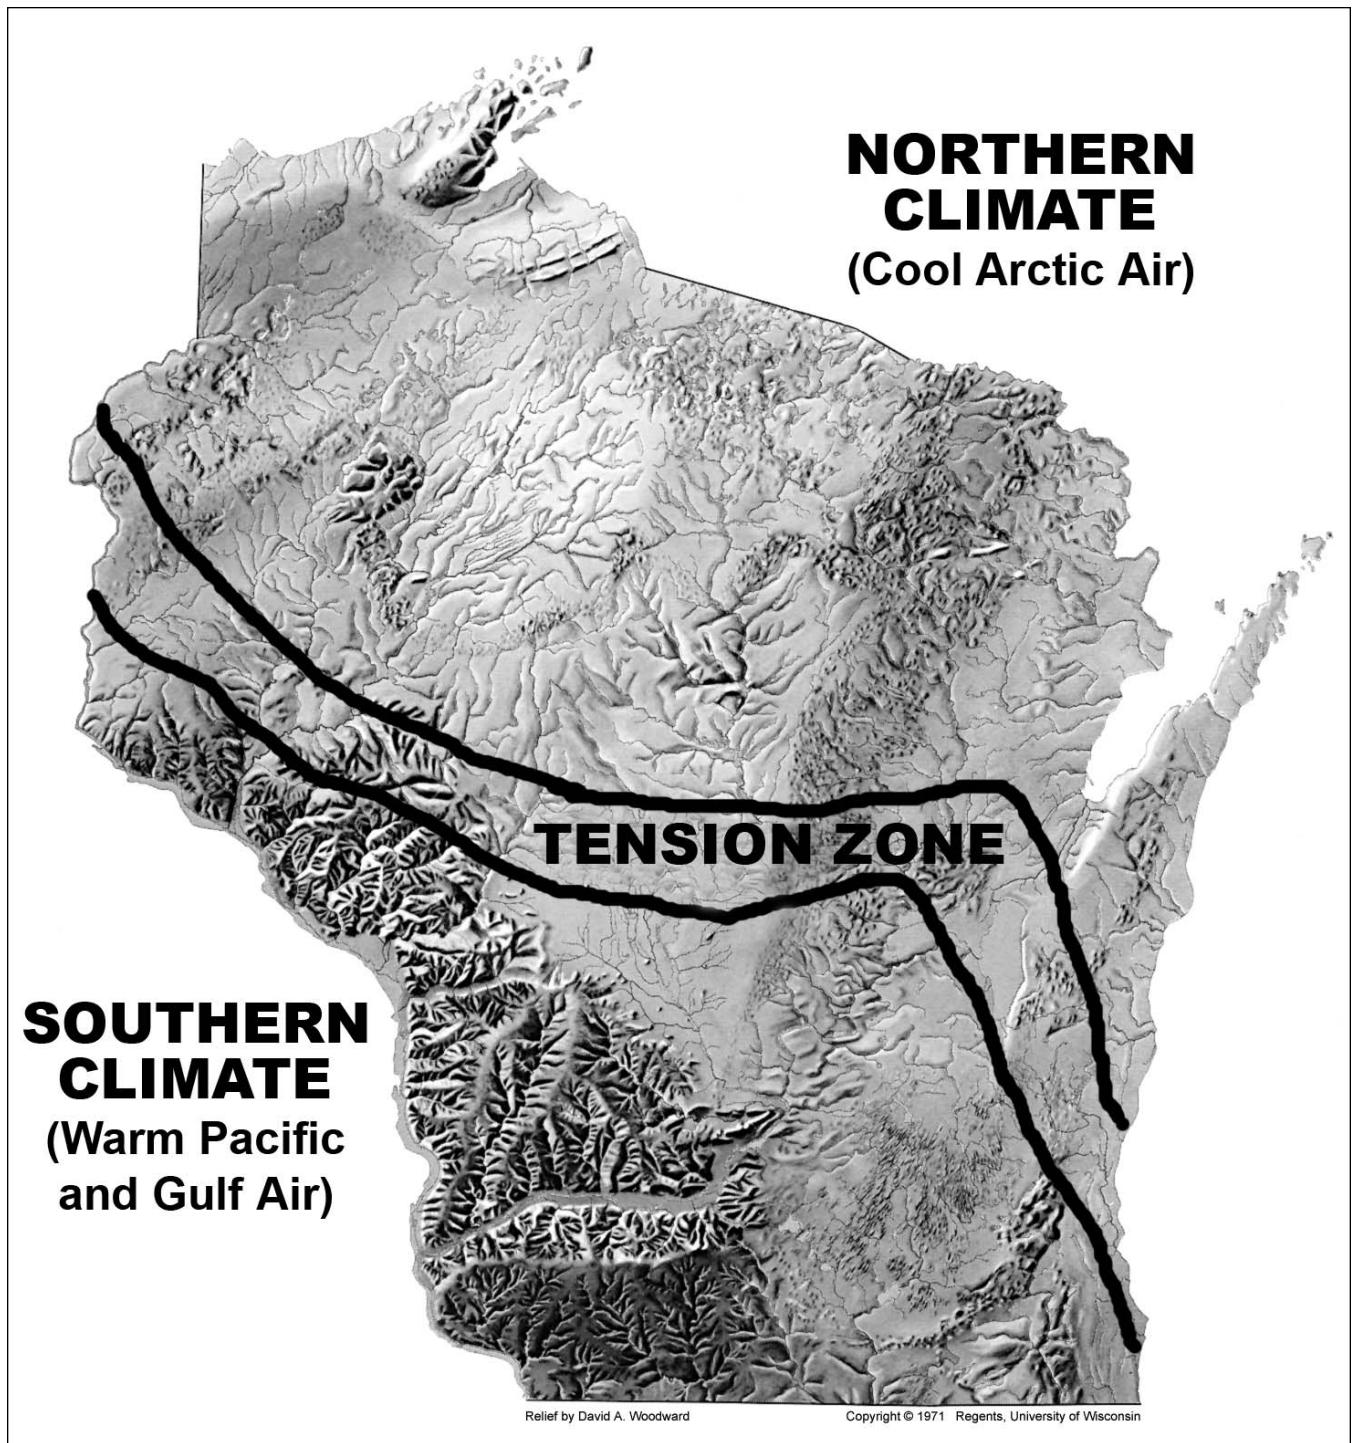 NORTHERN
CLIMATE
(Cool Arctic Air)
TENSION ZONE
SOUTHERN
CLIMATE
(Warm Pacific
and Gulf Air)
Relief by David A. Woodward
Copyright © 1971 Regents, University of Wisconsin